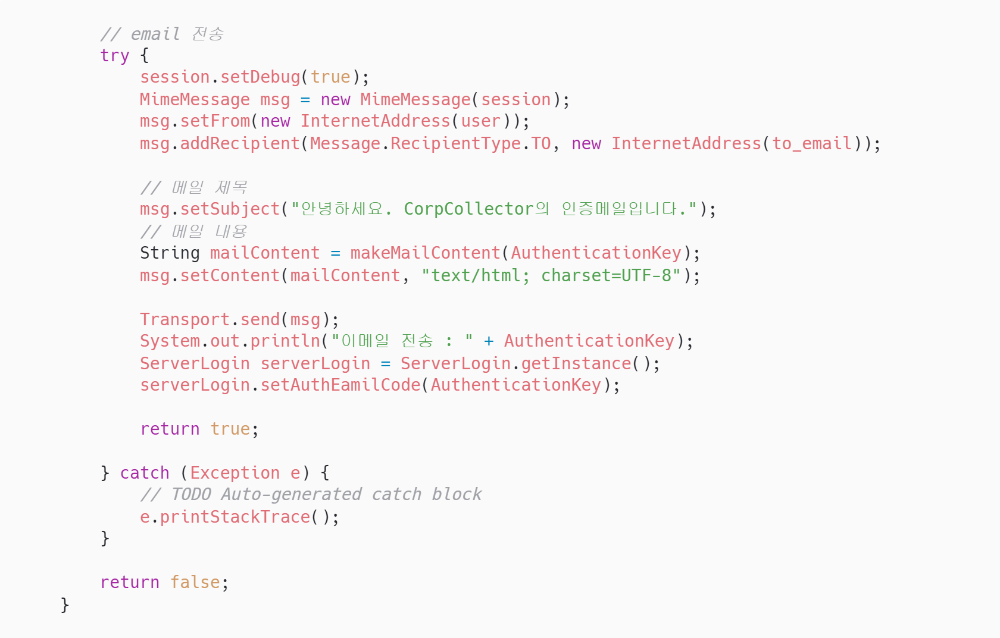 // email 전송
try {
session.setDebug(true);
MimeMessage msg = new MimeMessage(session);
msg.setFrom(new InternetAddress(user));
msg.addRecipient(Message.RecipientType.TO, new InternetAddress(to_email));
// 메일 제목
msg.setSubject("안녕하세요. CorpCollector의 인증메일입니다.");
// 메일 내용
String mailContent = makeMailContent(AuthenticationKey);
msg.setContent(mailContent, "text/html; charset=UTF-8");
Transport.send(msg);
System.out.println("이메일 전송 : " + AuthenticationKey);
ServerLogin serverLogin = ServerLogin.getInstance();
serverLogin.setAuthEamilCode(AuthenticationKey);
return true;
} catch (Exception e) {
// TODO Auto-generated catch block
e.printStackTrace();
}
return false;
}